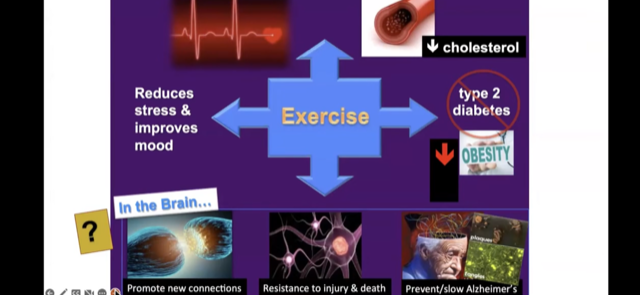 cholesterol
Reduces
stress &
improves
mood
Exercise
type 2
diabetes
OBESITY
In the Brain...
?
Promote new connections
Resistance to injury & death
Prevent/slow Alzheimer's